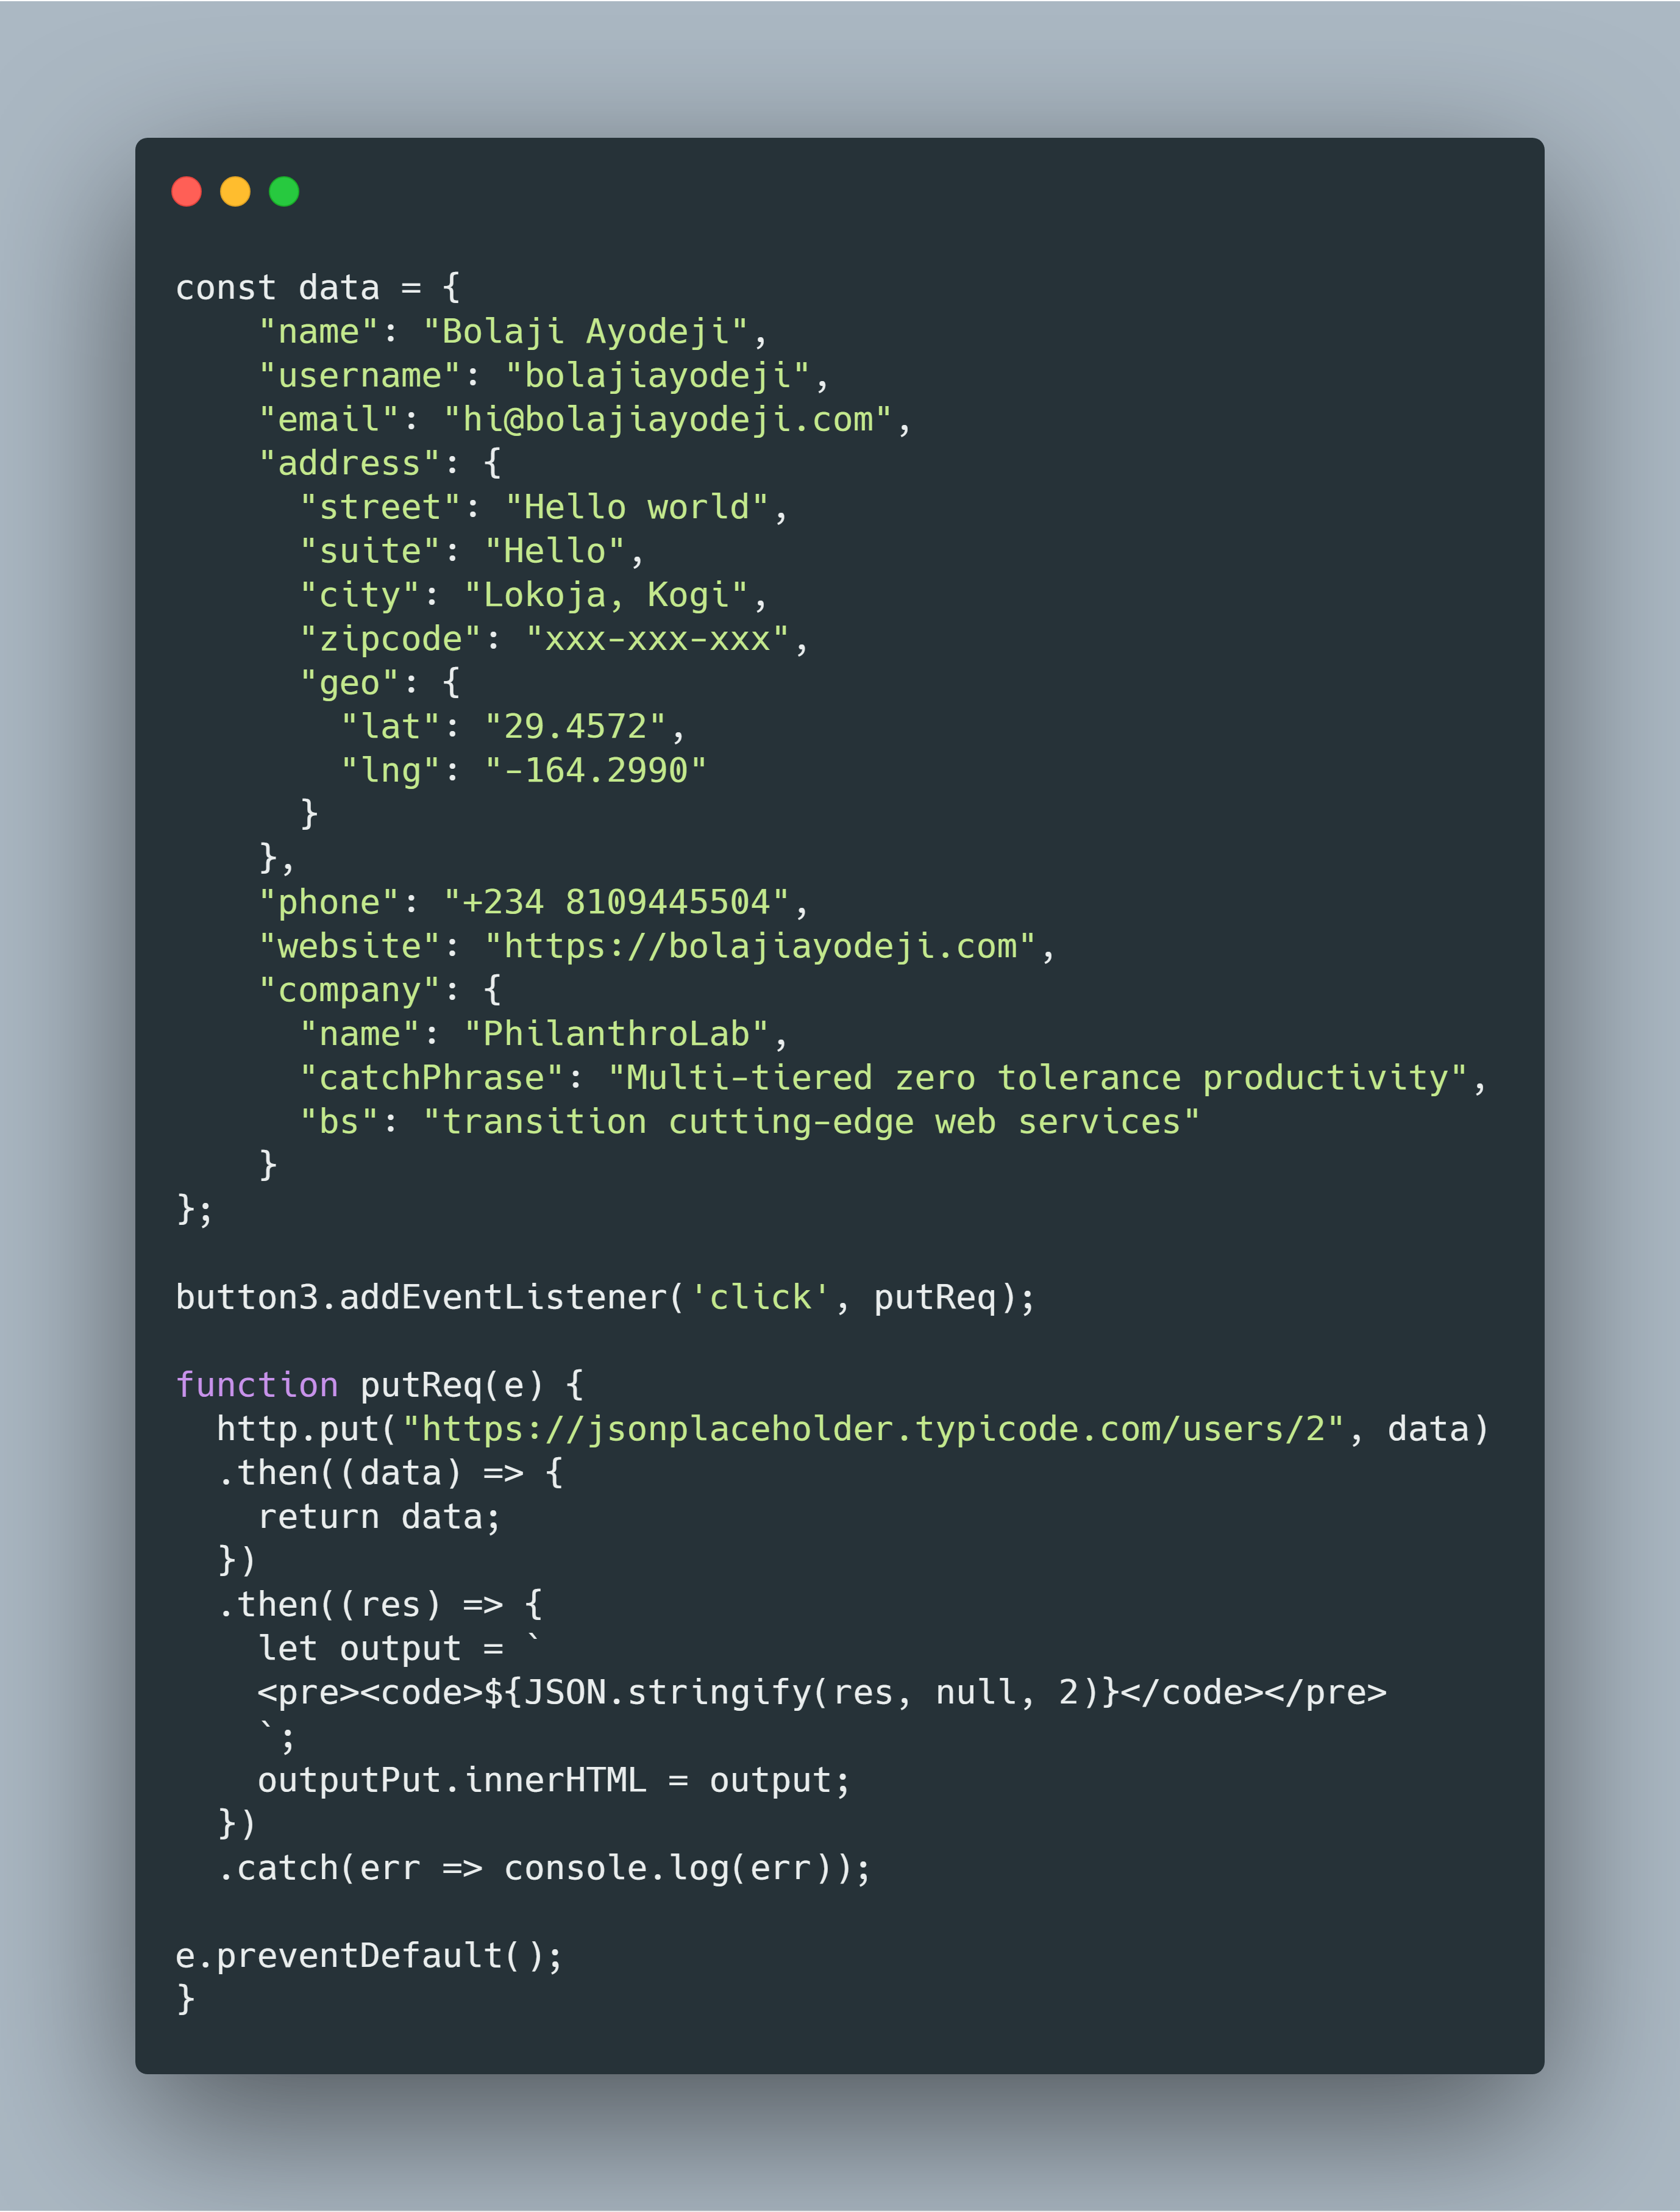 const data = {
    "name": "Bolaji Ayodeji",
    "username": "bolajiayodeji",
    "email": "hi@bolajiayodeji.com",
    "address": {
      "street": "Hello world",
      "suite": "Hello",
      "city": "Lokoja, Kogi",
      "zipcode": "xxx-xxx-xxx",
      "geo": {
        "lat": "29.4572",
        "lng": "-164.2990"
      }
    },
    "phone": "+234 8109445504",
    "website": "https://bolajiayodeji.com",
    "company": {
      "name": "PhilanthroLab",
      "catchPhrase": "Multi-tiered zero tolerance productivity",
      "bs": "transition cutting-edge web services"
    }
};

button3.addEventListener('click', putReq);

function putReq(e) {
  http.put("https://jsonplaceholder.typicode.com/users/2", data)
  .then((data) => {
    return data;
  })
  .then((res) => {
    let output = `
    <pre><code>${JSON.stringify(res, null, 2)}</code></pre>
    `;
    outputPut.innerHTML = output;
  })
  .catch(err => console.log(err));

e.preventDefault();
}